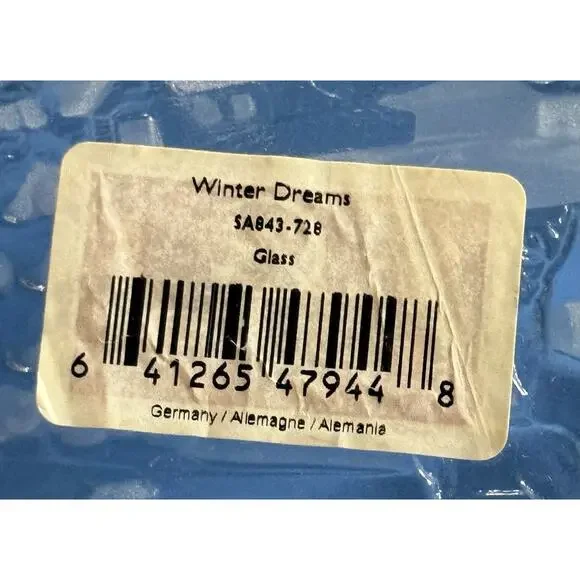 Winter Dreams
SA843-728
Glass
6 41265 47944 8
Germany / Allemagne / Alemania